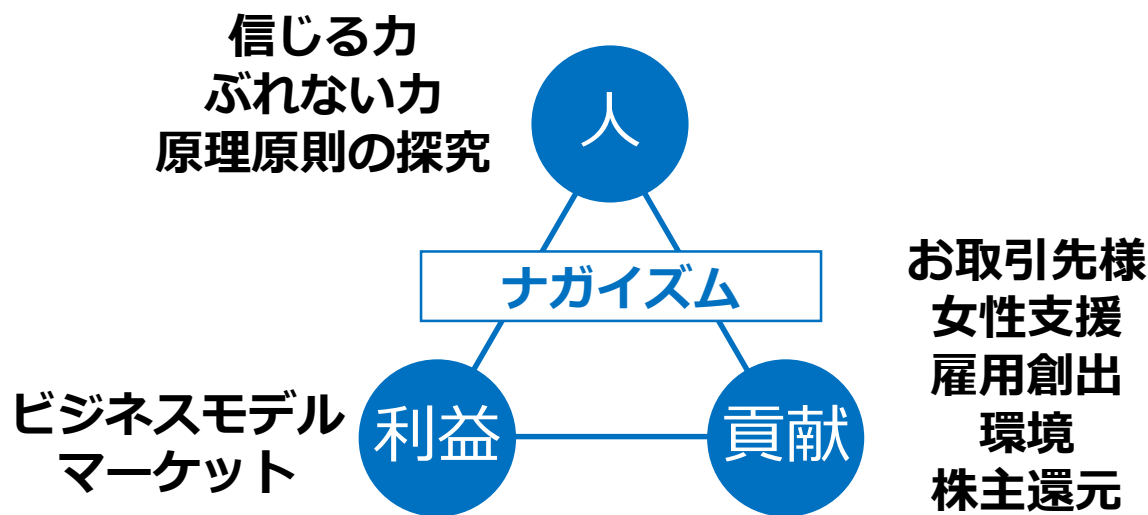 信じる力
ぶれない力
原理原則の探究
人
ナガイズム
お取引先様
女性支援
雇用創出
環境
株主還元
ビジネスモデル
マーケット
利益
貢献